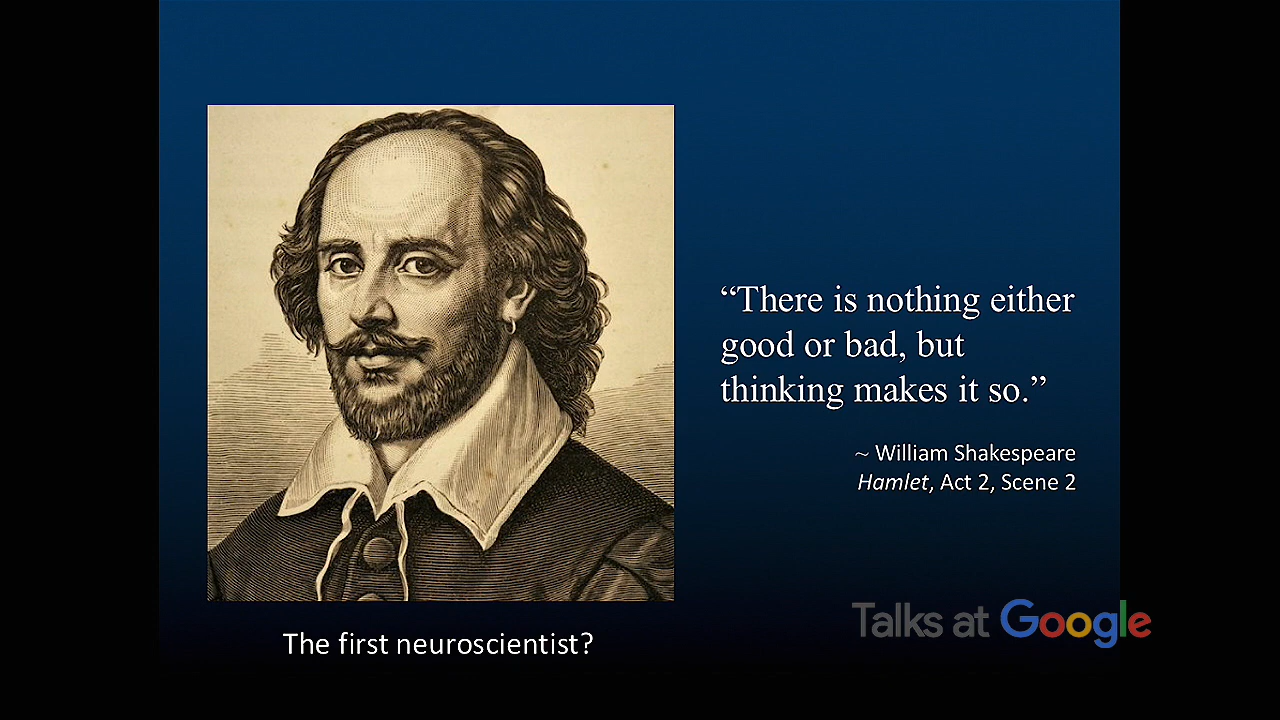 “There is nothing either
good or bad, but
thinking makes it so.”
~ William Shakespeare
Hamlet, Act 2, Scene 2
The first neuroscientist?
Talks at Google